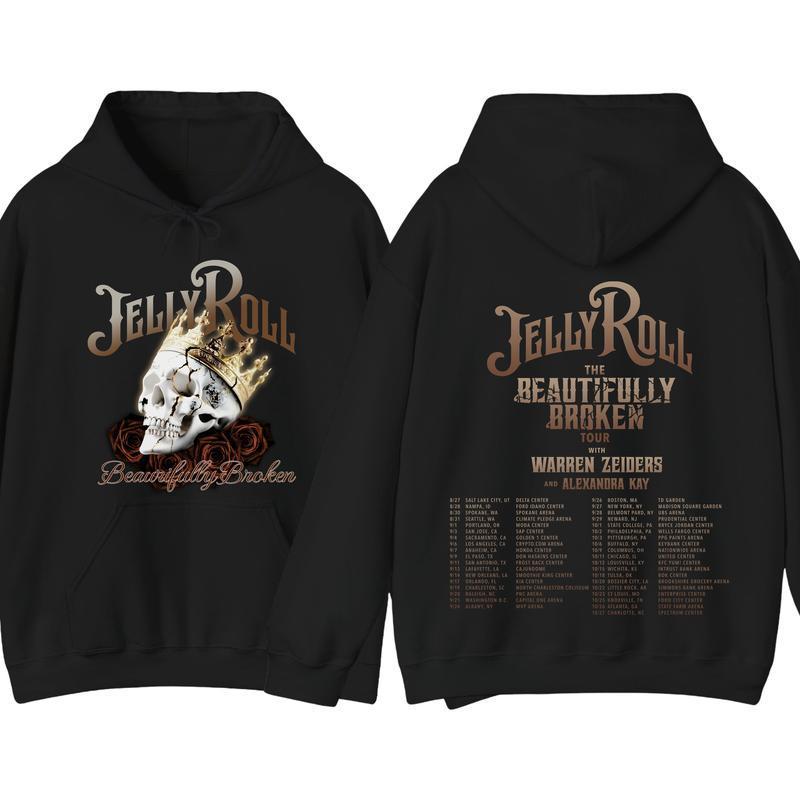 JELLY ROLL
Beautifully Broken
JELLY ROLL
THE
BEAUTIFULLY
BROKEN
TOUR
WITH
WARREN ZEIDERS
AND ALEXANDRA KAY
8/27 SALT LAKE CITY, UT DELTA CENTER
8/28 NAMPA, ID FORD IDAHO CENTER
8/30 SPOKANE, WA SPOKANE ARENA
8/31 SEATTLE, WA CLIMATE PLEDGE ARENA
9/1 PORTLAND, OR MODA CENTER
9/3 SAN JOSE, CA SAP CENTER
9/4 SACRAMENTO, CA GOLDEN 1 CENTER
9/6 LOS ANGELES, CA CRYPTO.COM ARENA
9/7 ANAHEIM, CA HONDA CENTER
9/9 EL PASO, TX DON HASKINS CENTER
9/11 SAN ANTONIO, TX FROST BACK CENTER
9/13 LAFAYETTE, LA CAJUNDOME
9/14 NEW ORLEANS, LA SMOOTHIE KING CENTER
9/17 ORLANDO, FL KIA CENTER
9/19 CHARLESTON, SC NORTH CHARLESTON COLISEUM
9/20 RALEIGH, NC PNC ARENA
9/21 WASHINGTON D.C. CAPITAL ONE ARENA
9/24 ALBANY, NY MVP ARENA
9/26 BOSTON, MA TD GARDEN
9/27 NEW YORK, NY MADISON SQUARE GARDEN
9/28 BELMONT PARK, NY UBS ARENA
9/29 NEWARK, NJ PRUDENTIAL CENTER
10/1 STATE COLLEGE, PA BRYCE JORDAN CENTER
10/2 PHILADELPHIA, PA WELLS FARGO CENTER
10/3 PITTSBURGH, PA PPG PAINTS ARENA
10/6 BUFFALO, NY KEYBANK CENTER
10/9 COLUMBUS, OH NATIONWIDE ARENA
10/11 CHICAGO, IL UNITED CENTER
10/12 LOUISVILLE, KY KFC YUM! CENTER
10/15 WICHITA, KS INTRUST BANK ARENA
10/18 TULSA, OK BOK CENTER
10/20 BOSSIER CITY, LA BROOKSHIRE GROCERY ARENA
10/22 LITTLE ROCK, AR SIMMONS BANK ARENA
10/23 ST LOUIS, MO ENTERPRISE CENTER
10/25 KNOXVILLE, TN FORD CITY CENTER
10/26 ATLANTA, GA STATE FARM ARENA
10/27 CHARLOTTE, NC SPECTRUM CENTER